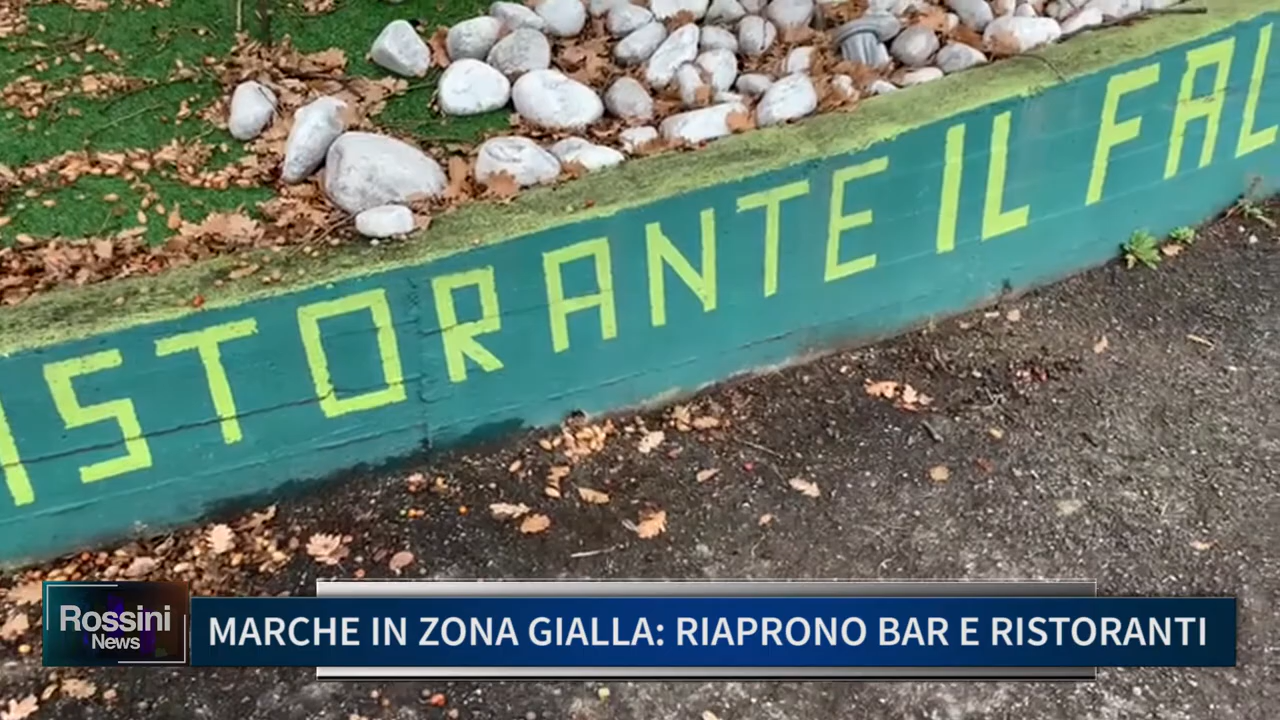 ISTORANTE IL FAL
Rossini
News
MARCHE IN ZONA GIALLA: RIAPRONO BAR E RISTORANTI